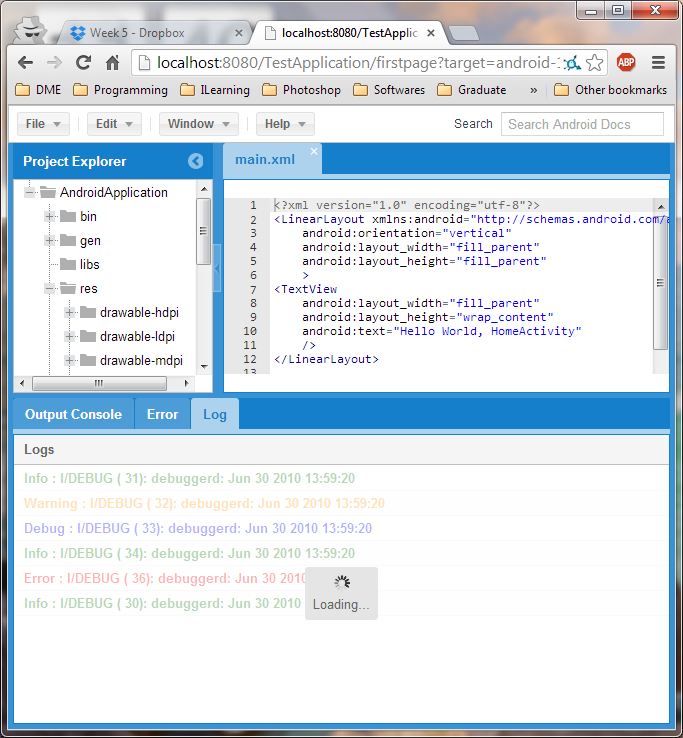 Week 5 - Dropbox
localhost:8080/TestApplic
localhost:8080/TestApplication/firstpage?target=android-
ABP
DME
Programming
ILearning
Photoshop
Softwares
Graduate
»
Other bookmarks
File
Edit
Window
Help
Search
Search Android Docs
Project Explorer
main.xml
AndroidApplication
bin
gen
libs
res
drawable-hdpi
drawable-ldpi
drawable-mdpi
1 <?xml version="1.0" encoding="utf-8"?>
2 <LinearLayout xmlns:android="http://schemas.android.com/a
3 android:orientation="vertical"
4 android:layout_width="fill_parent"
5 android:layout_height="fill_parent"
6 >
7 <TextView
8 android:layout_width="fill_parent"
9 android:layout_height="wrap_content"
10 android:text="Hello World, HomeActivity"
11 />
12 </LinearLayout>
13
Output Console
Error
Log
Logs
Info : I/DEBUG ( 31): debuggerd: Jun 30 2010 13:59:20
Warning : I/DEBUG ( 32): debuggerd: Jun 30 2010 13:59:20
Debug : I/DEBUG ( 33): debuggerd: Jun 30 2010 13:59:20
Info : I/DEBUG ( 34): debuggerd: Jun 30 2010 13:59:20
Error : I/DEBUG ( 36): debuggerd: Jun 30 2010
Info : I/DEBUG ( 30): debuggerd: Jun 30 2010
Loading...